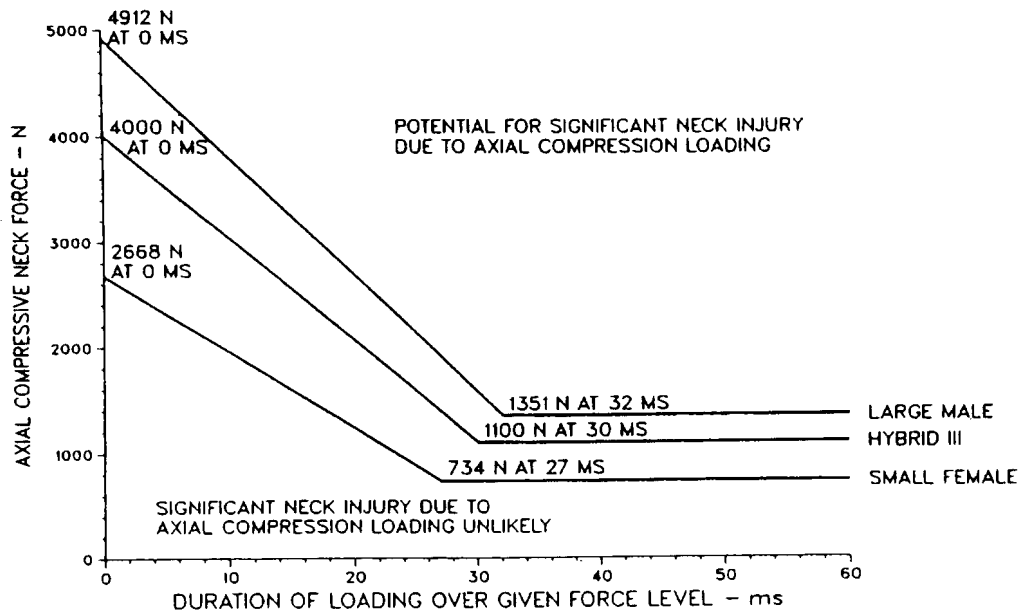 4912 N
AT 0 MS
5000
4000 N
AT 0 MS
4000
POTENTIAL FOR SIGNIFICANT NECK INJURY
DUE TO AXIAL COMPRESSION LOADING
2668 N
AT 0 MS
3000
2000
1000
0
AXIAL COMPRESSIVE NECK FORCE – N
1351 N AT 32 MS
LARGE MALE
1100 N AT 30 MS
HYBRID III
734 N AT 27 MS
SMALL FEMALE
SIGNIFICANT NECK INJURY DUE TO
AXIAL COMPRESSION LOADING UNLIKELY
0 10 20 30 40 50 60
DURATION OF LOADING OVER GIVEN FORCE LEVEL – ms